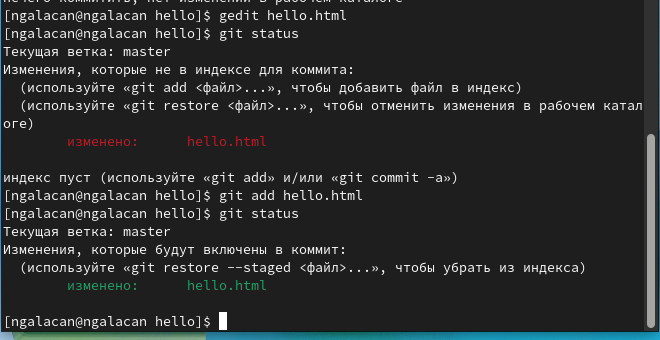 нечего коммитить, нет изменений в рабочем каталоге
[ngalacan@ngalacan hello]$ gedit hello.html
[ngalacan@ngalacan hello]$ git status
Текущая ветка: master
Изменения, которые не в индексе для коммита:
  (используйте «git add <файл>...», чтобы добавить файл в индекс)
  (используйте «git restore <файл>...», чтобы отменить изменения в рабочем катал
оге)
        изменено:      hello.html

индекс пуст (используйте «git add» и/или «git commit -a»)
[ngalacan@ngalacan hello]$ git add hello.html
[ngalacan@ngalacan hello]$ git status
Текущая ветка: master
Изменения, которые будут включены в коммит:
  (используйте «git restore --staged <файл>...», чтобы убрать из индекса)
        изменено:      hello.html

[ngalacan@ngalacan hello]$